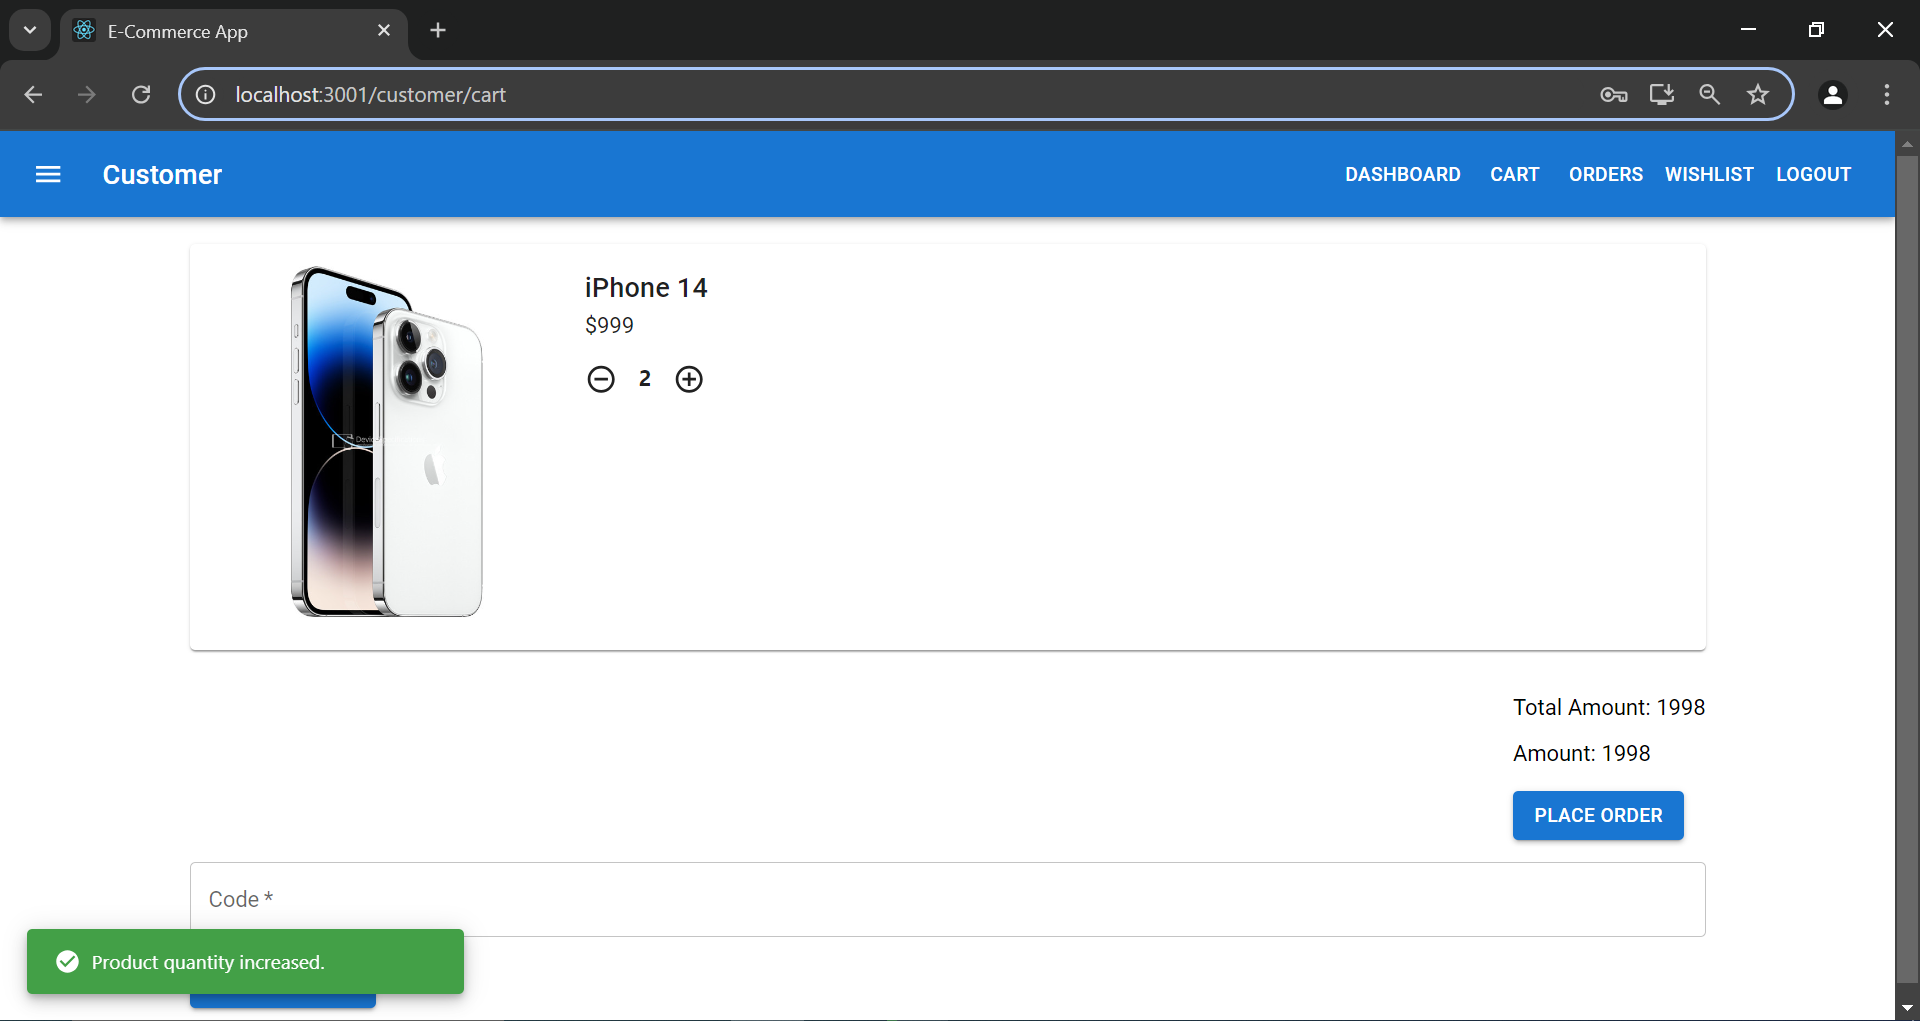 E-Commerce App
localhost:3001/customer/cart
Customer
DASHBOARD CART ORDERS WISHLIST LOGOUT
iPhone 14
$999
2
Total Amount: 1998
Amount: 1998
PLACE ORDER
Code *
Product quantity increased.